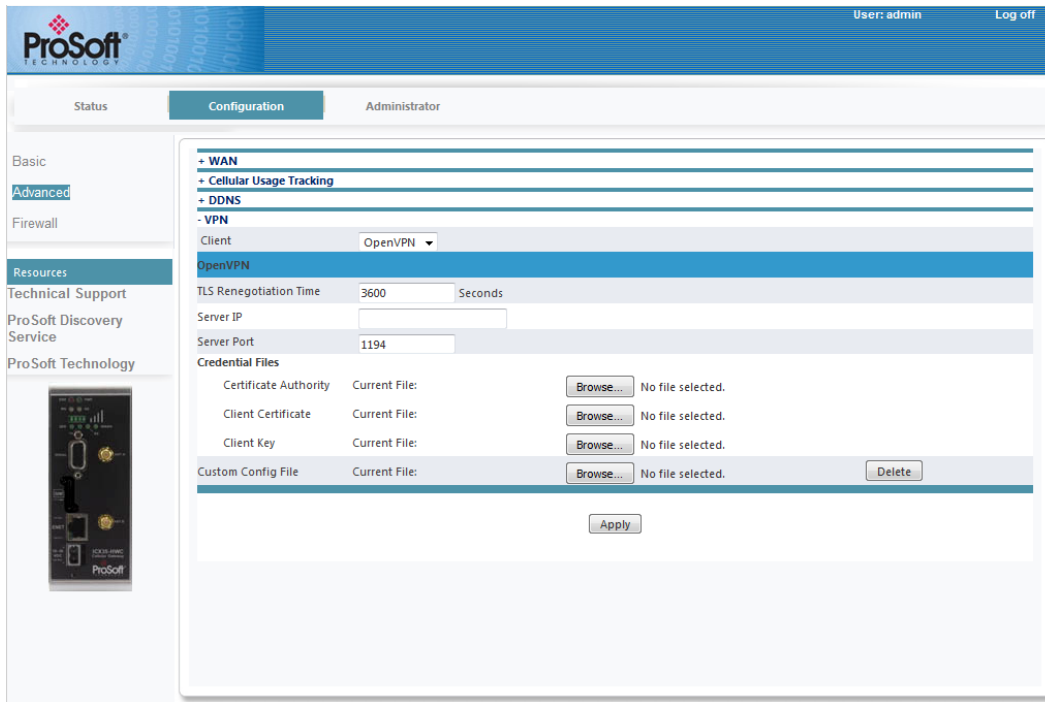 User: admin Log off
ProSoft®
TECHNOLOGY
Status Configuration Administrator
Basic
Advanced
Firewall
Resources
Technical Support
ProSoft Discovery
Service
ProSoft Technology
+ WAN
+ Cellular Usage Tracking
+ DDNS
- VPN
Client OpenVPN
OpenVPN
TLS Renegotiation Time 3600 Seconds
Server IP
Server Port 1194
Credential Files
Certificate Authority Current File: Browse... No file selected.
Client Certificate Current File: Browse... No file selected.
Client Key Current File: Browse... No file selected.
Custom Config File Current File: Browse... No file selected. Delete
Apply
ProSoft